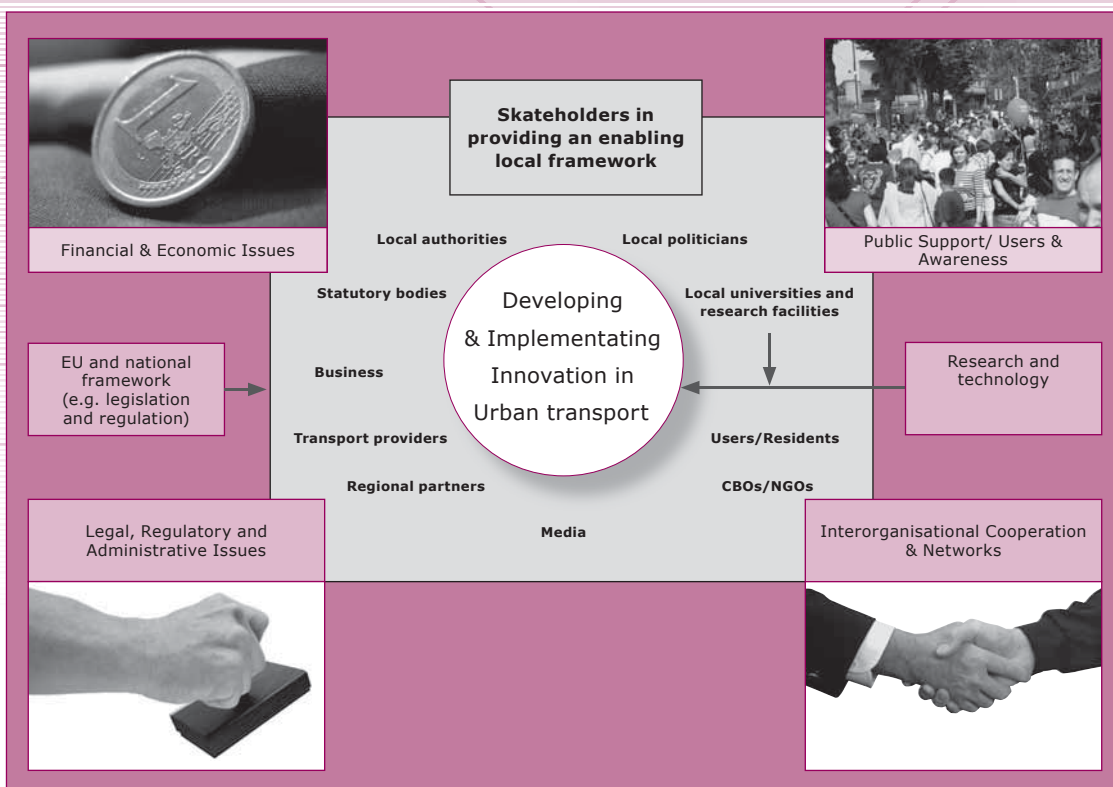 Skateholders in
providing an enabling
local framework
Financial & Economic Issues
Public Support/ Users &
Awareness
Local authorities
Local politicians
Statutory bodies
Local universities and
research facilities
Developing
& Implementating
Innovation in
Urban transport
EU and national
framework
(e.g. legislation
and regulation)
Business
Research and
technology
Transport providers
Users/Residents
Regional partners
CBOs/NGOs
Media
Legal, Regulatory and
Administrative Issues
Interorganisational Cooperation
& Networks
1
EURO